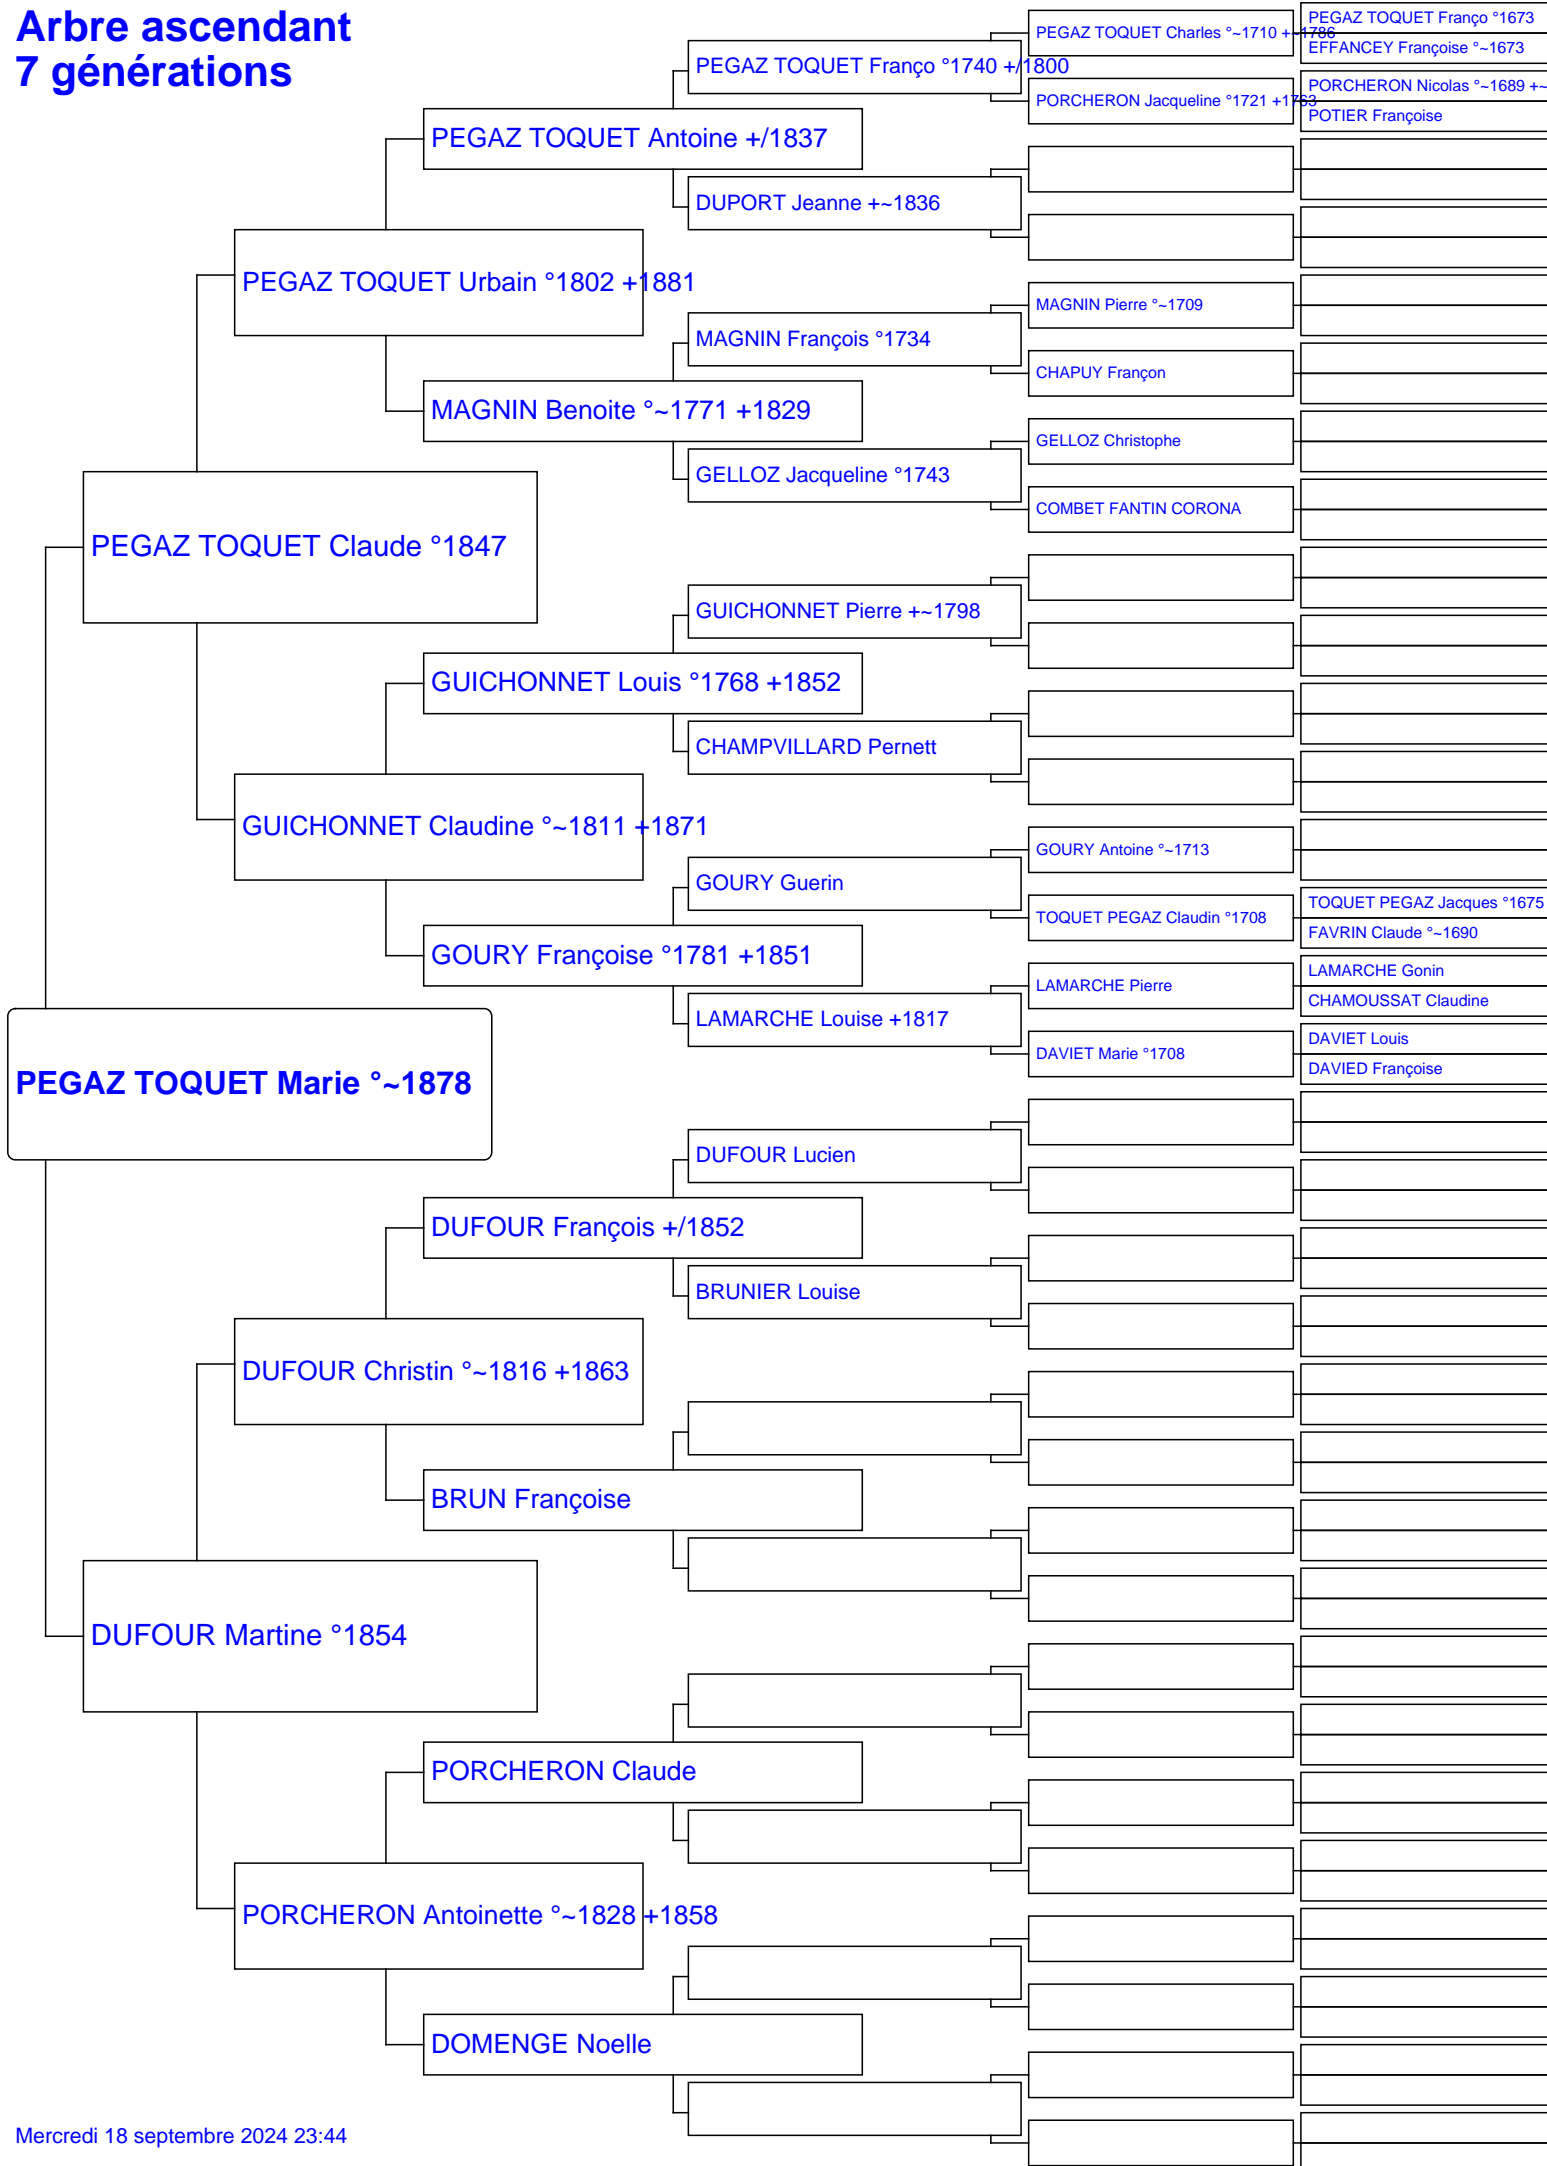 Arbre ascendant
7 générations
PEGAZ TOQUET Marie °~1878
PEGAZ TOQUET Claude °1847
DUFOUR Martine °1854
PEGAZ TOQUET Urbain °1802 +1881
GUICHONNET Claudine °~1811 +1871
DUFOUR Christin °~1816 +1863
PORCHERON Antoinette °~1828 +1858
PEGAZ TOQUET Antoine +/1837
MAGNIN Benoite °~1771 +1829
GUICHONNET Louis °1768 +1852
GOURY Françoise °1781 +1851
DUFOUR François +/1852
BRUN Françoise
PORCHERON Claude
DOMENGE Noelle
PEGAZ TOQUET Franço °1740 +/1800
DUPORT Jeanne +~1836
MAGNIN François °1734
GELLOZ Jacqueline °1743
GUICHONNET Pierre +~1798
CHAMPVILLARD Pernett
GOURY Guerin
LAMARCHE Louise +1817
DUFOUR Lucien
BRUNIER Louise
PEGAZ TOQUET Charles °~1710 +~1786
PORCHERON Jacqueline °1721 +1763
MAGNIN Pierre °~1709
CHAPUY Françon
GELLOZ Christophe
COMBET FANTIN CORONA
GOURY Antoine °~1713
TOQUET PEGAZ Claudin °1708
LAMARCHE Pierre
DAVIET Marie °1708
PEGAZ TOQUET Franço °1673
EFFANCEY Françoise °~1673
PORCHERON Nicolas °~1689 +~
POTIER Françoise
TOQUET PEGAZ Jacques °1675
FAVRIN Claude °~1690
LAMARCHE Gonin
CHAMOUSSAT Claudine
DAVIET Louis
DAVIED Françoise
Mercredi 18 septembre 2024 23:44